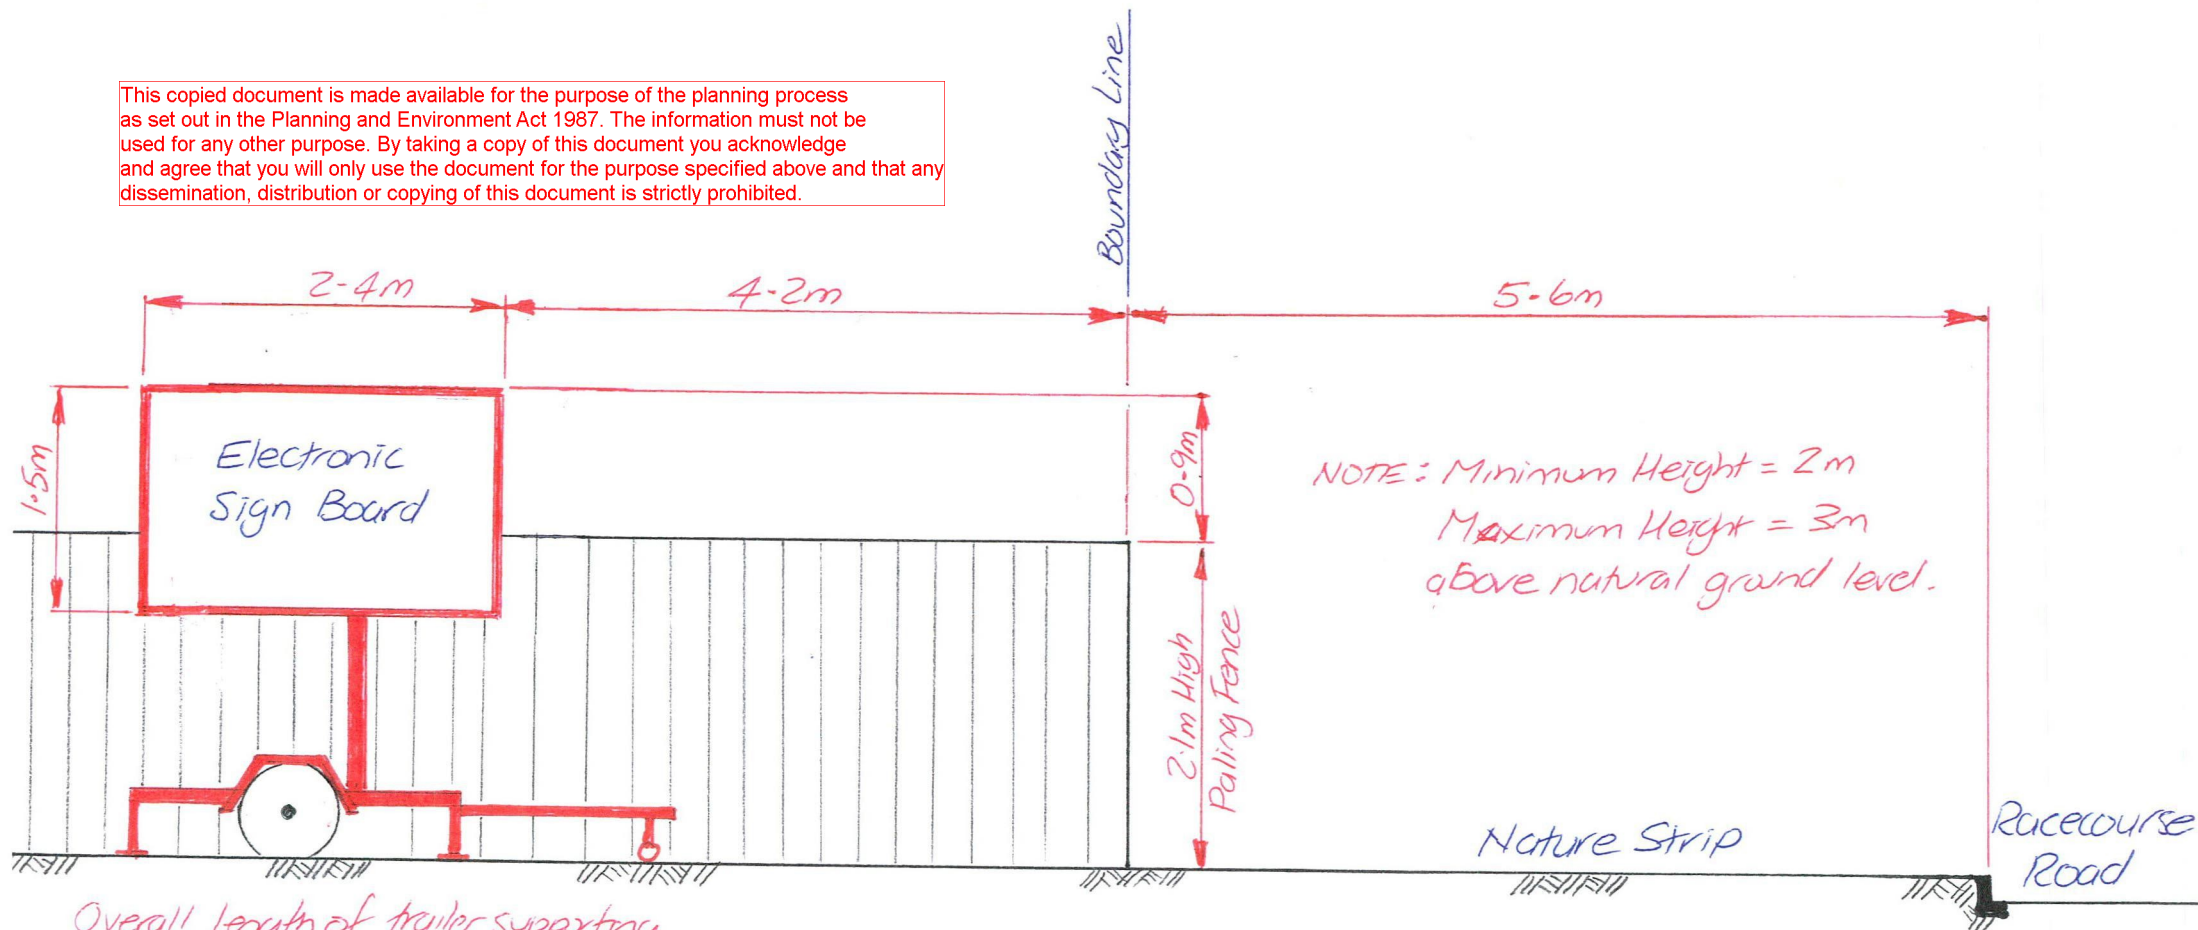 This copied document is made available for the purpose of the planning process
as set out in the Planning and Environment Act 1987. The information must not be
used for any other purpose. By taking a copy of this document you acknowledge
and agree that you will only use the document for the purpose specified above and that any
dissemination, distribution or copying of this document is strictly prohibited.
Boundary Line
2-4m
4-2m
5-6m
1.5m
Electronic
Sign Board
0-9m
NOTE: Minimum Height = 2m
Maximum Height = 3m
above natural ground level.
2.1m High
Paling Fence
Nature Strip
Racecourse
Road
Overall length of trailer supporting